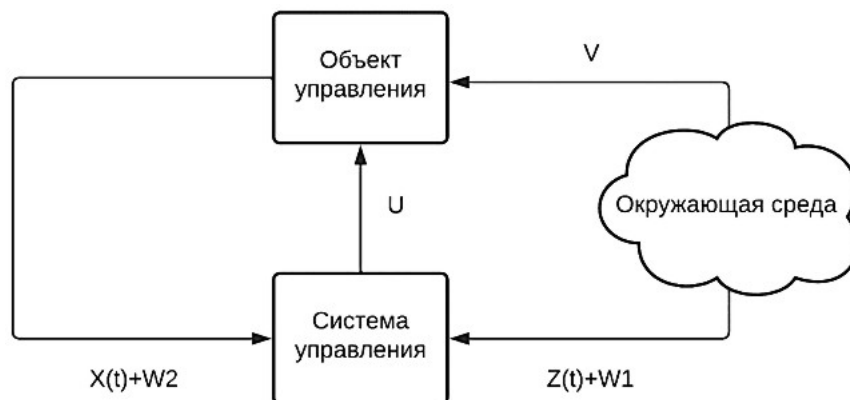 Объект
управления
V
U
Окружающая среда
Система
управления
X(t)+W2
Z(t)+W1